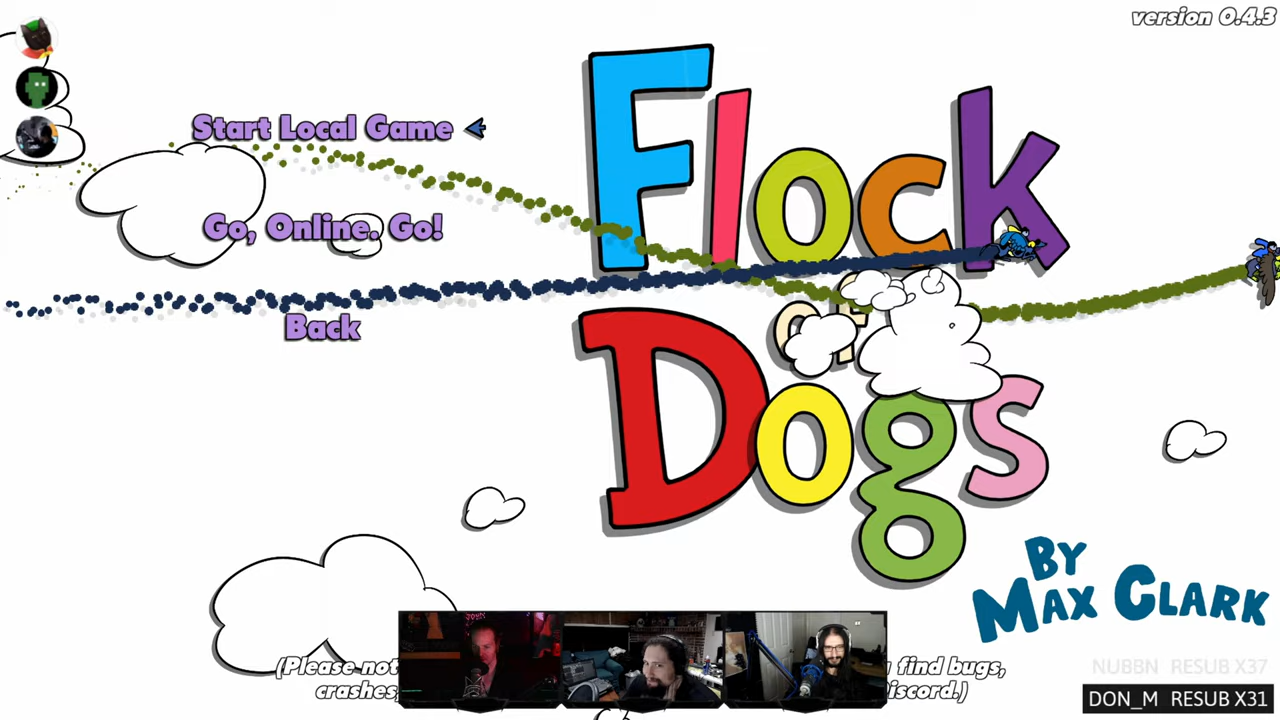 version 0.4.3
Start Local Game
Go, Online. Go!
Back
Flock
of
Dogs
By
Max Clark
(Please not
find bugs,
crashes,
iscord.)
NUBBN RESUB X37
DON_M RESUB X31